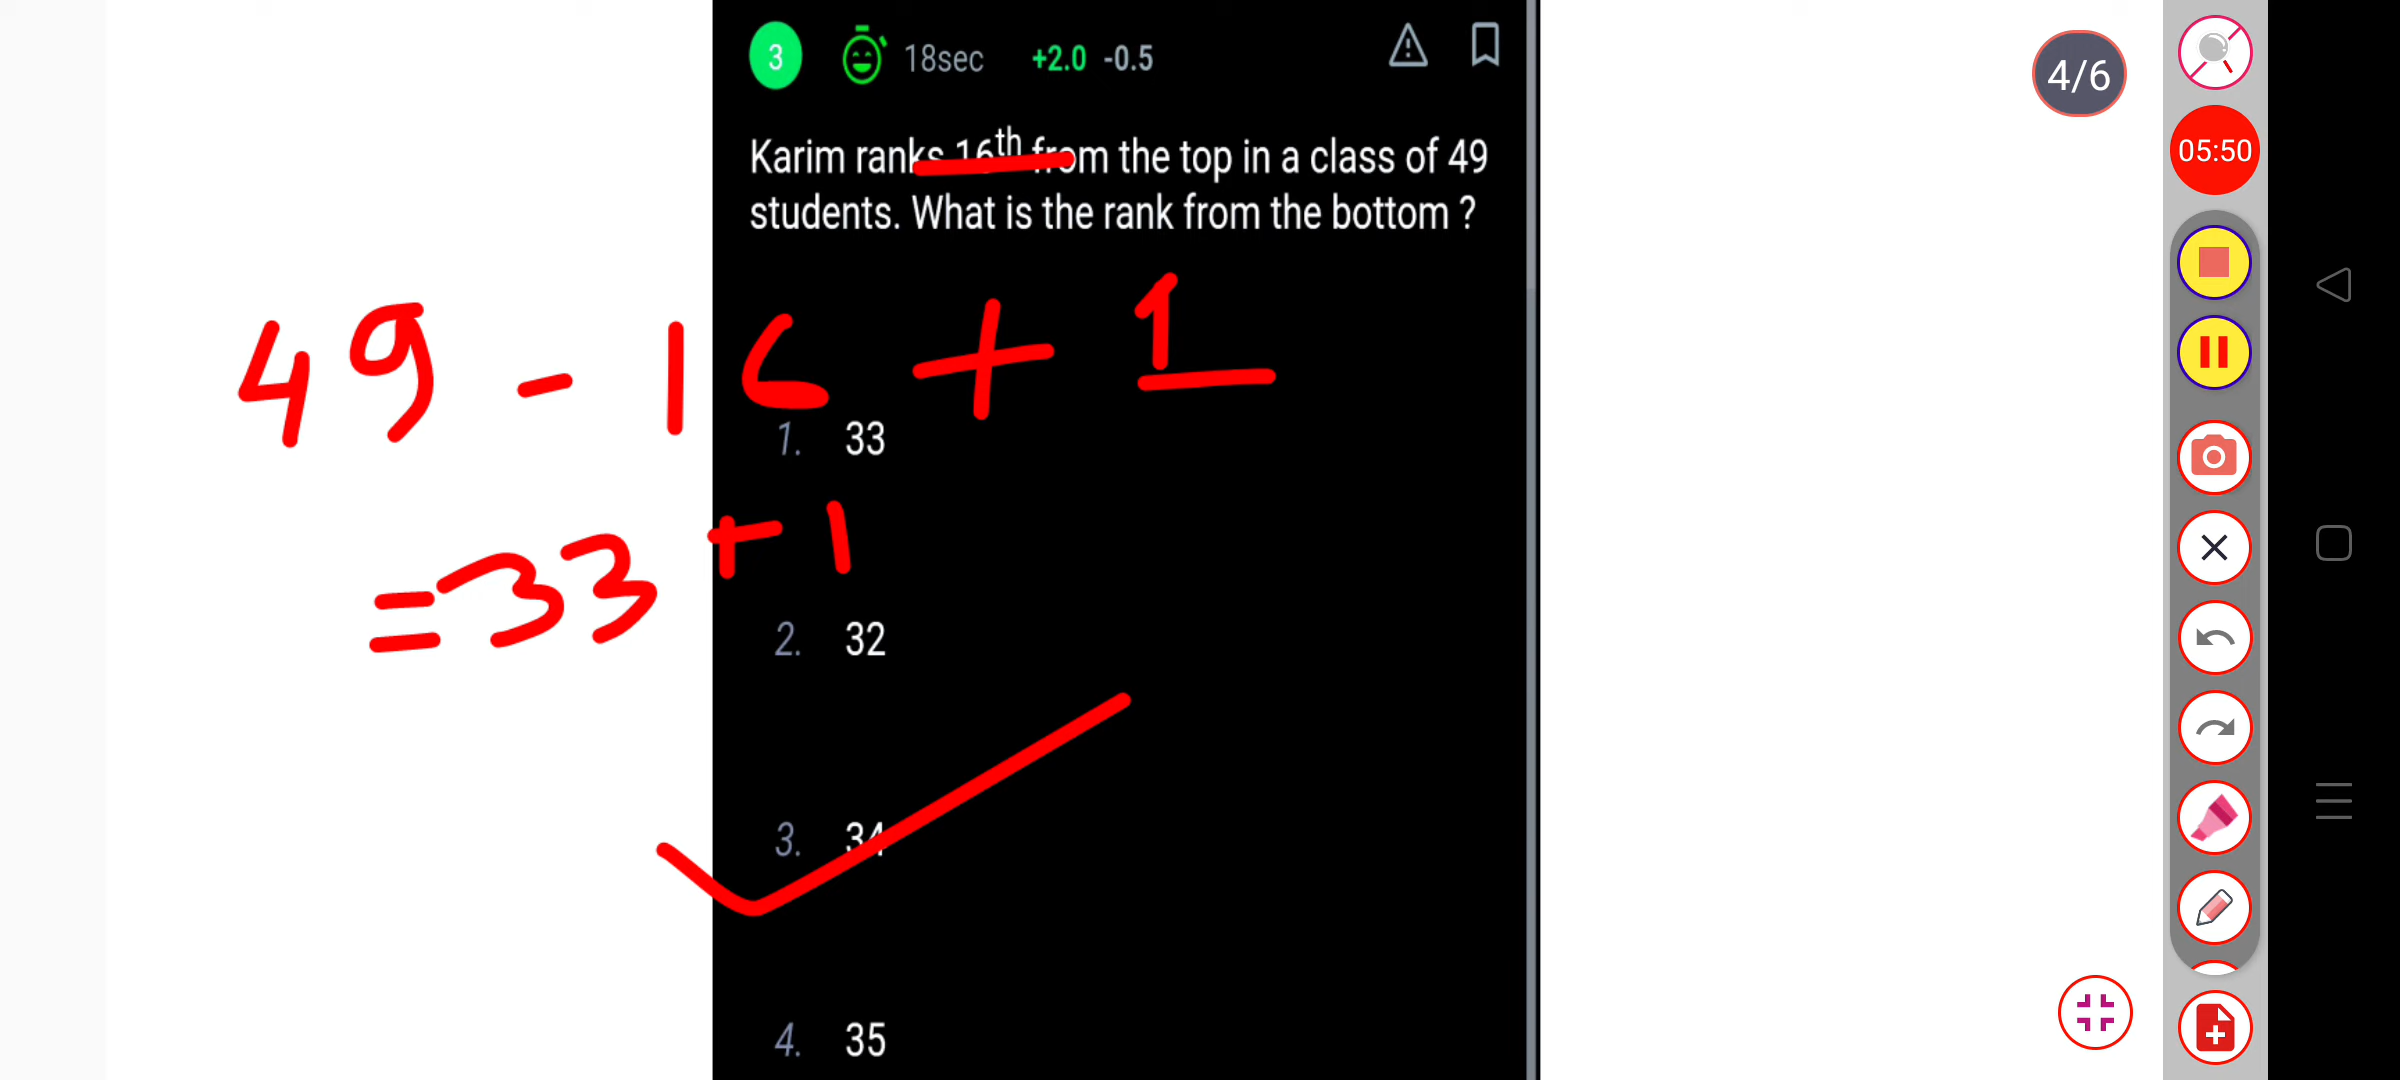 3 18sec +2.0 -0.5
4/6
05:50
Karim ranks 16th from the top in a class of 49
students. What is the rank from the bottom ?
49 - 16 + 1
1. 33
= 33 + 1
2. 32
3. 34
4. 35